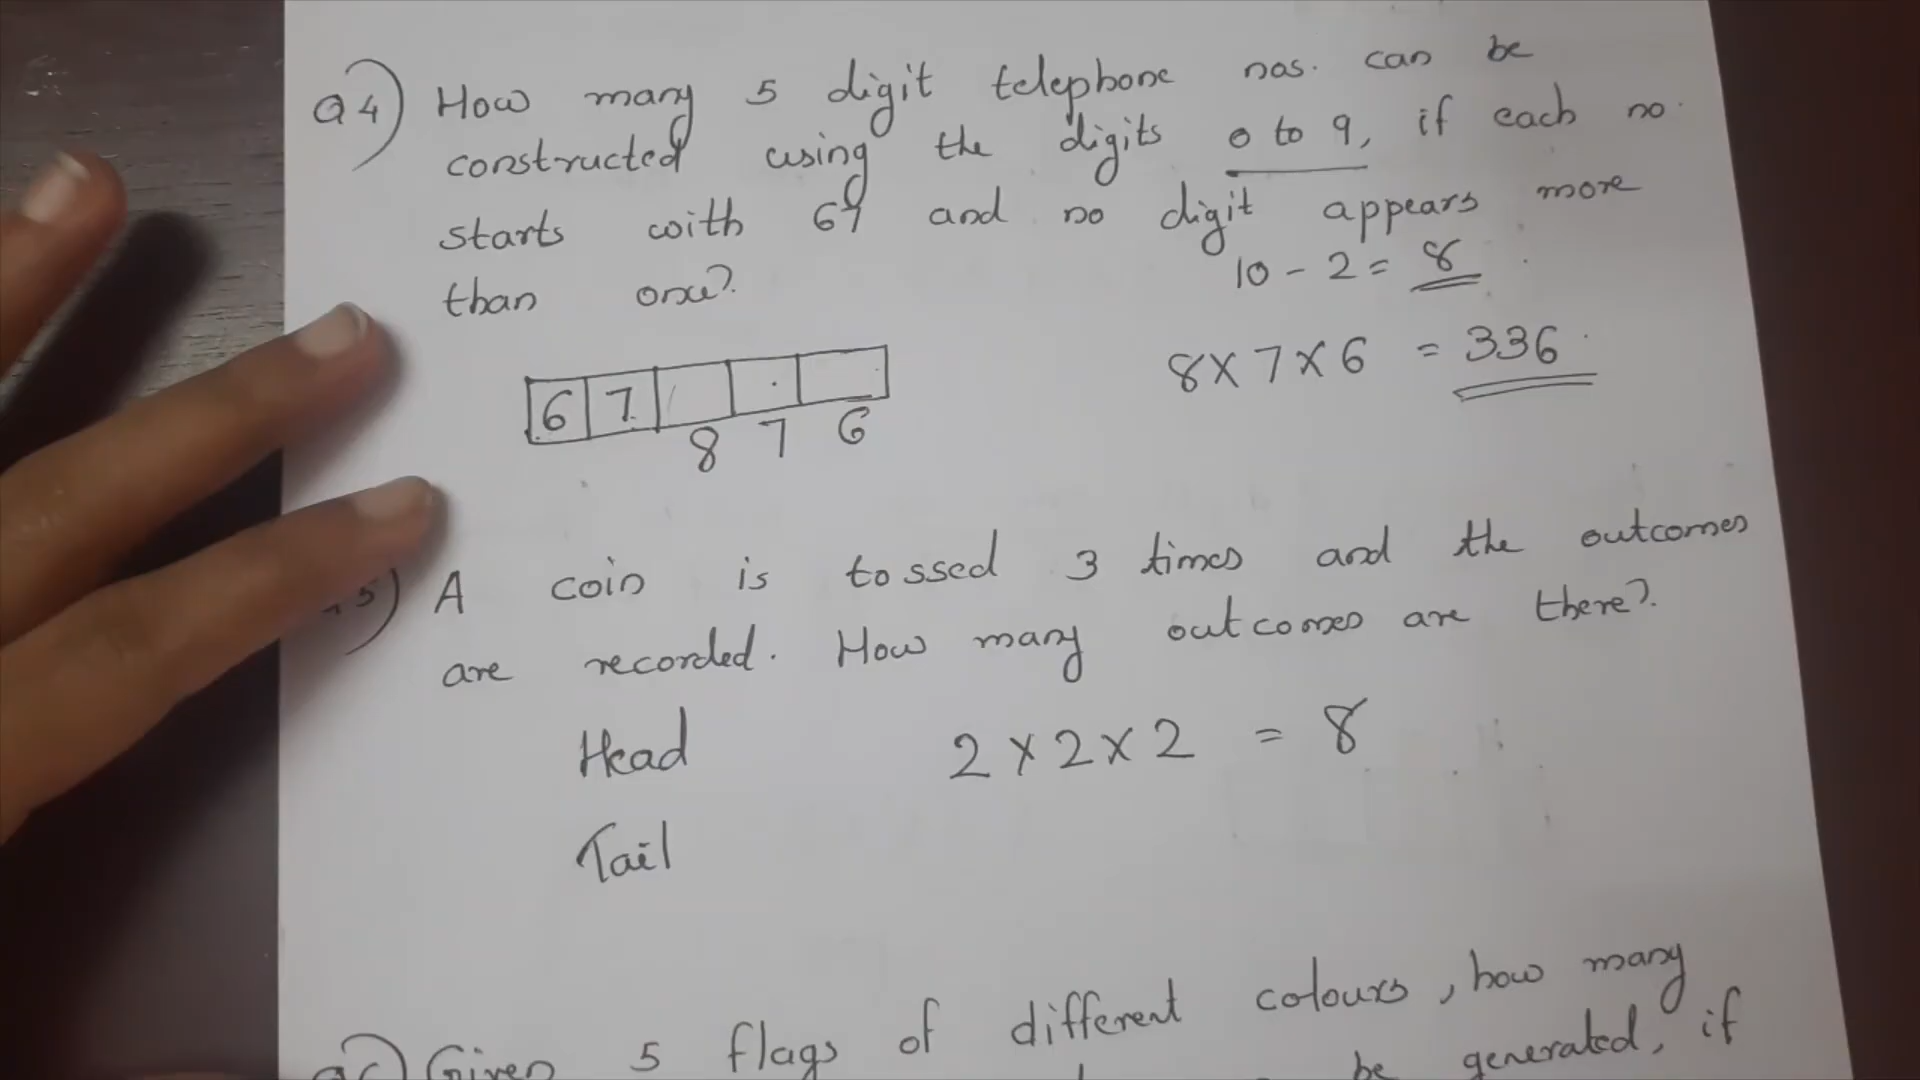 Q4) How many 5 digit telephone nos. can be
constructed using the digits 0 to 9, if each no.
starts with 67 and no digit appears more
than once?
10 - 2 = 8
6 7
8 7 6
8 x 7 x 6 = 336
5) A coin is tossed 3 times and the outcomes
are recorded. How many outcomes are there?
Head
2 x 2 x 2 = 8
Tail
Given 5 flags of different colours, how many
be generated, if